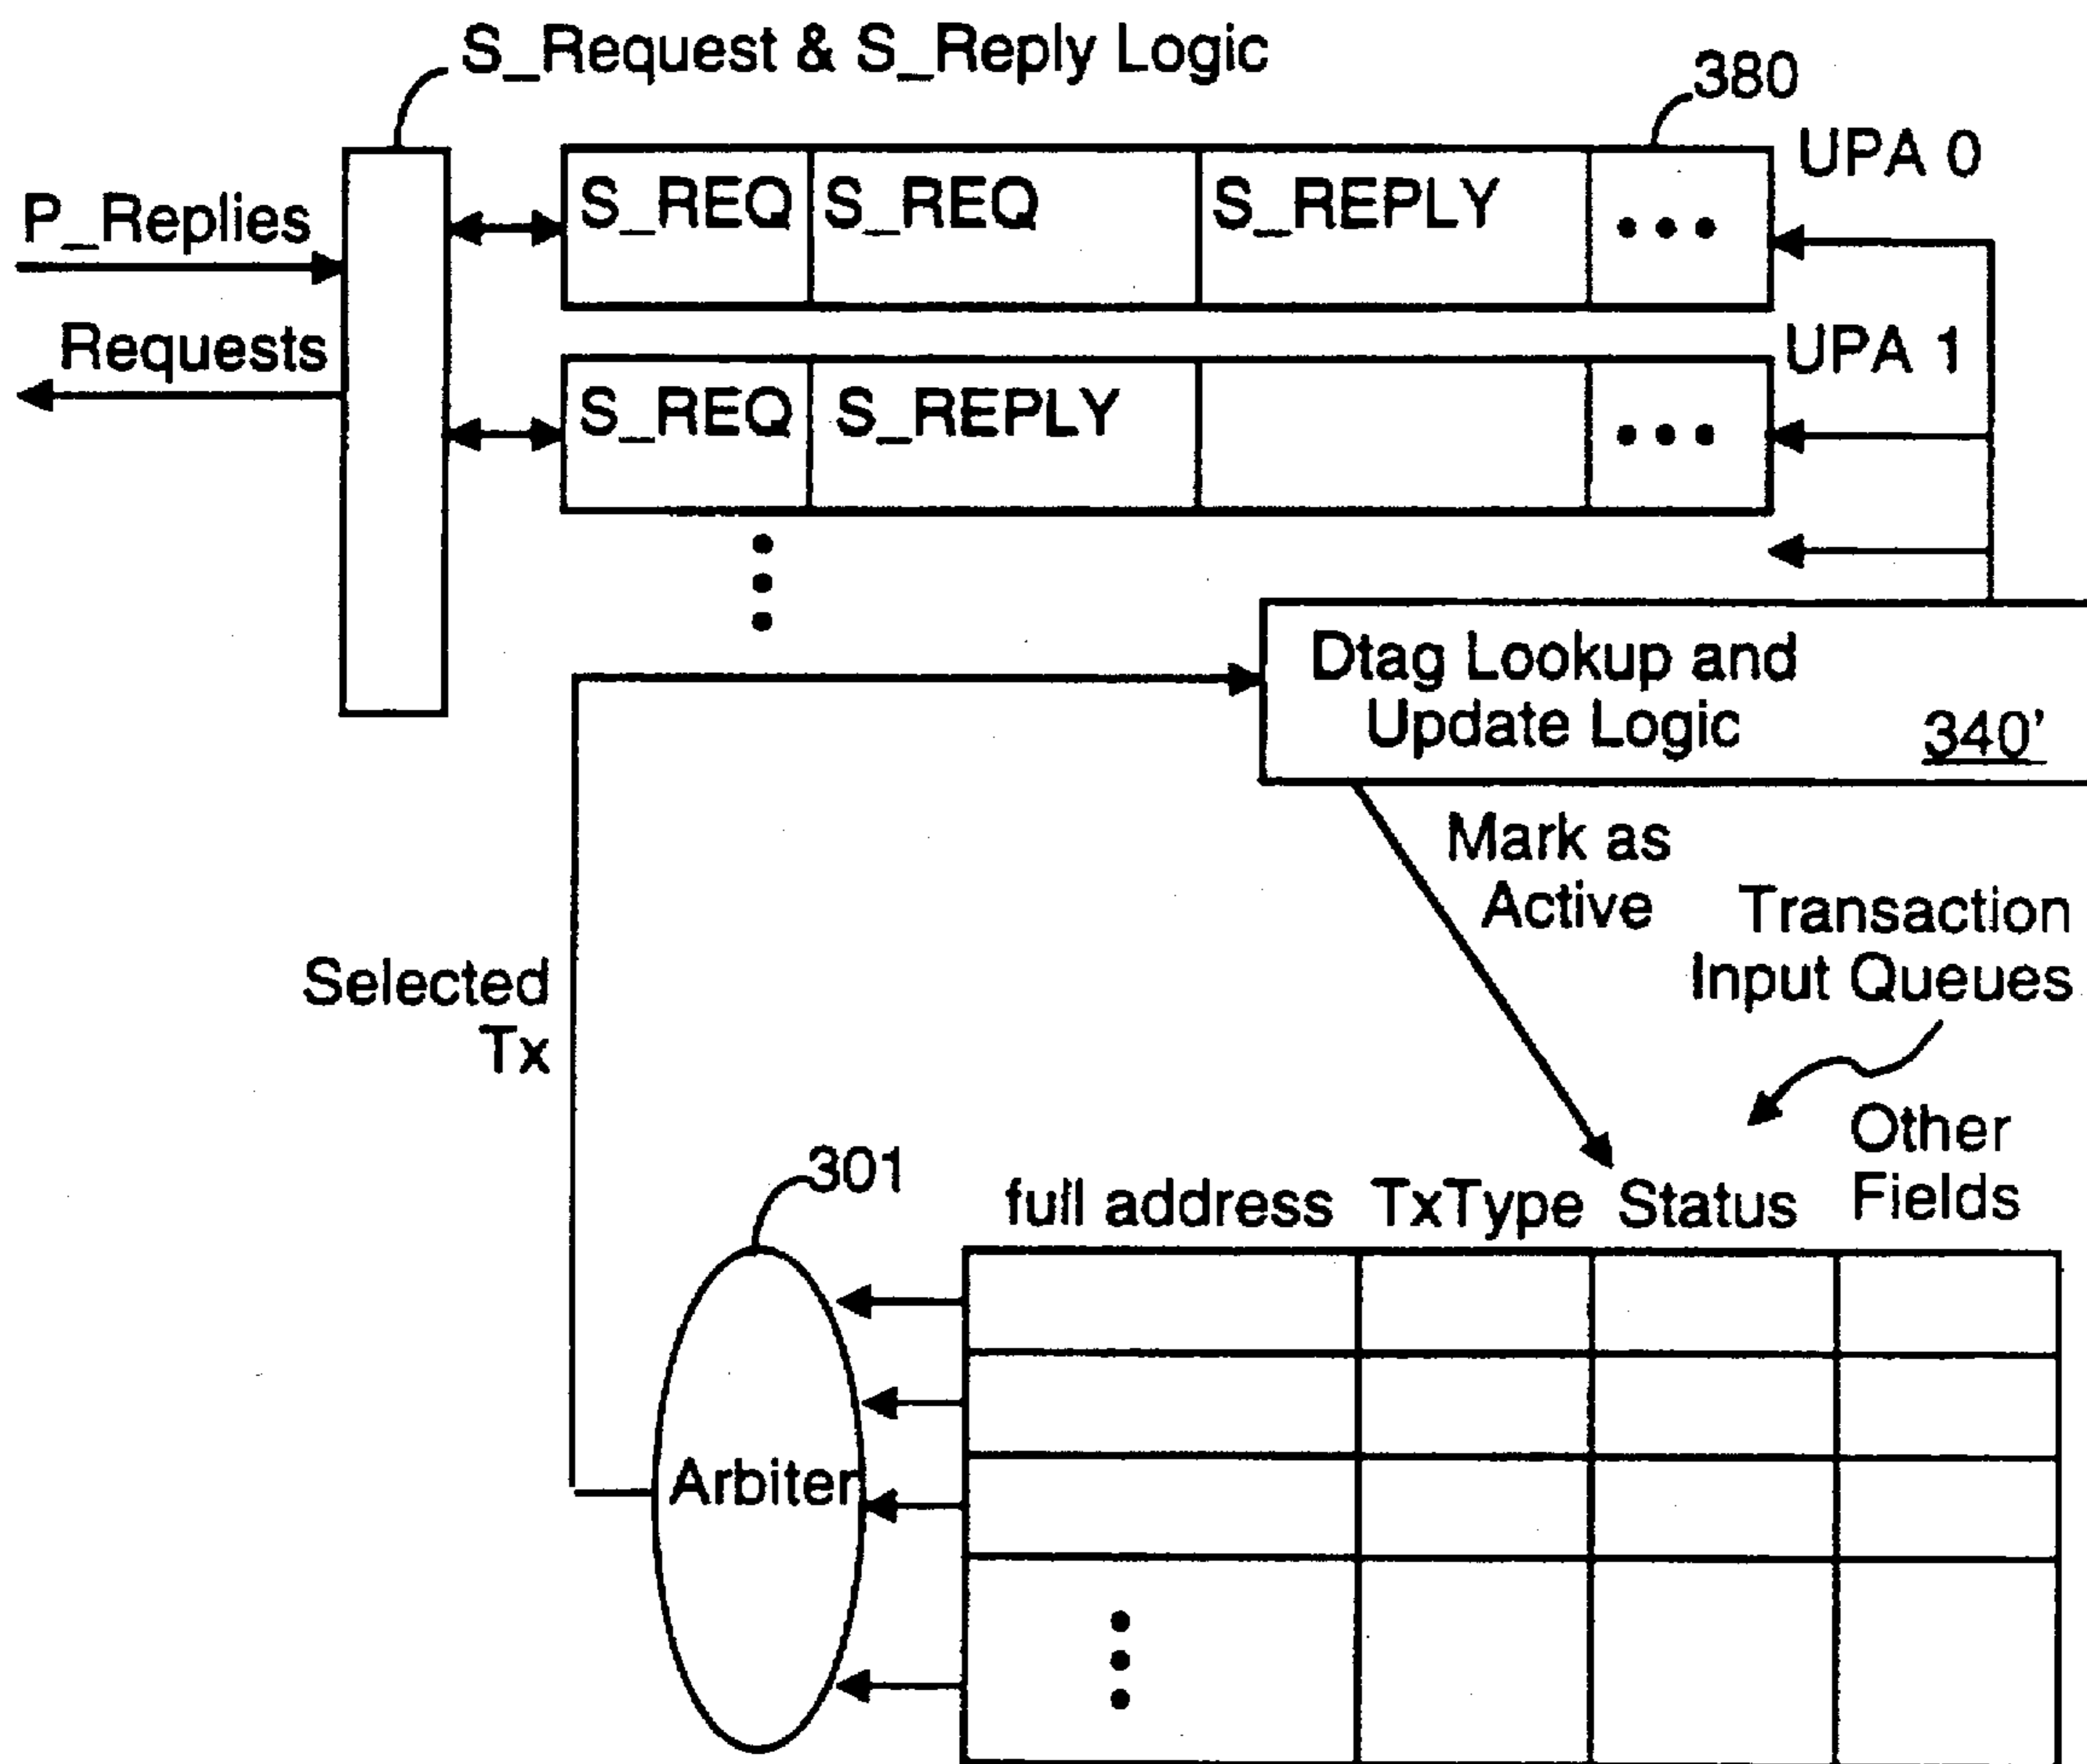 S_Request & S_Reply Logic
380
UPA 0
S_REQ
S_REQ
S_REPLY
P_Replies
Requests
UPA 1
S_REQ
S_REPLY
Dtag Lookup and
Update Logic
340'
Mark as
Active
Transaction
Input Queues
Selected
Tx
301
Other
Fields
full address
TxType
Status
Arbiter